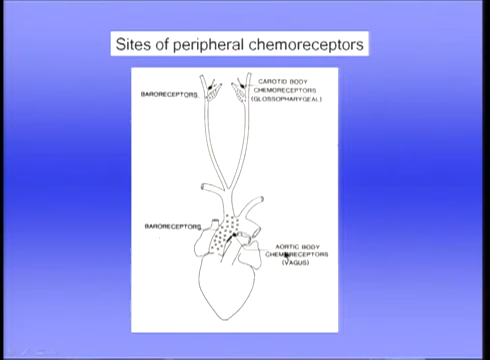 Sites of peripheral chemoreceptors
BARORECEPTORS
CAROTID BODY
CHEMORECEPTORS
(GLOSSOPHARYGEAL)
BARORECEPTORS
AORTIC BODY
CHEMORECEPTORS
(VAGUS)